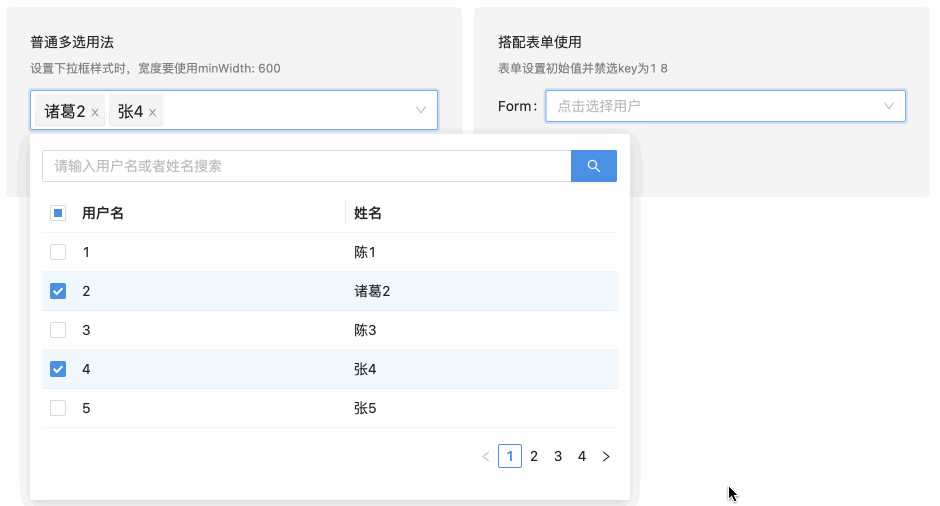 普通多选用法
设置下拉框样式时，宽度要使用minWidth: 600
诸葛2 × 张4 ×
搭配表单使用
表单设置初始值并禁选key为1 8
Form: 点击选择用户
请输入用户名或者姓名搜索
用户名 姓名
1 陈1
2 诸葛2
3 陈3
4 张4
5 张5
< 1 2 3 4 >